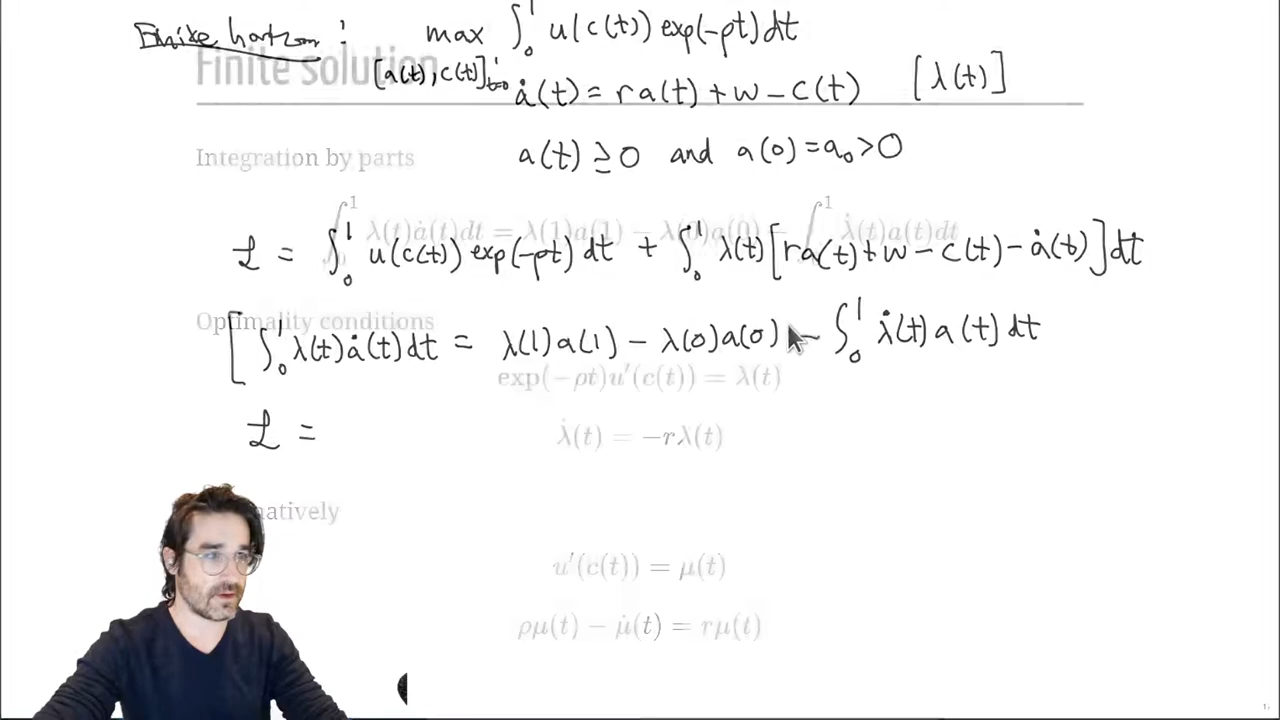 Finite horizon : max ∫₀¹ u(c(t)) exp(-ρt)dt
Finite solution
[a(t), c(t)]¹ₜ₌₀ ȧ(t) = ra(t) + w - c(t) [λ(t)]
Integration by parts
a(t) ≥ 0 and a(0) = a₀ > 0
∫₀¹ λ(t)ȧ(t)dt = λ(1)a(1) - λ(0)a(0) - ∫₀¹ λ̇(t)a(t)dt
ℒ = ∫₀¹ u(c(t)) exp(-ρt) dt + ∫₀¹ λ(t)[ra(t) + w - c(t) - ȧ(t)]dt
Optimality conditions
[∫₀¹ λ(t)ȧ(t)dt = λ(1)a(1) - λ(0)a(0) - ∫₀¹ λ̇(t)a(t)dt
exp(-ρt)u'(c(t)) = λ(t)
ℒ =
λ̇(t) = -rλ(t)
natively
u'(c(t)) = μ(t)
ρμ(t) - μ̇(t) = rμ(t)